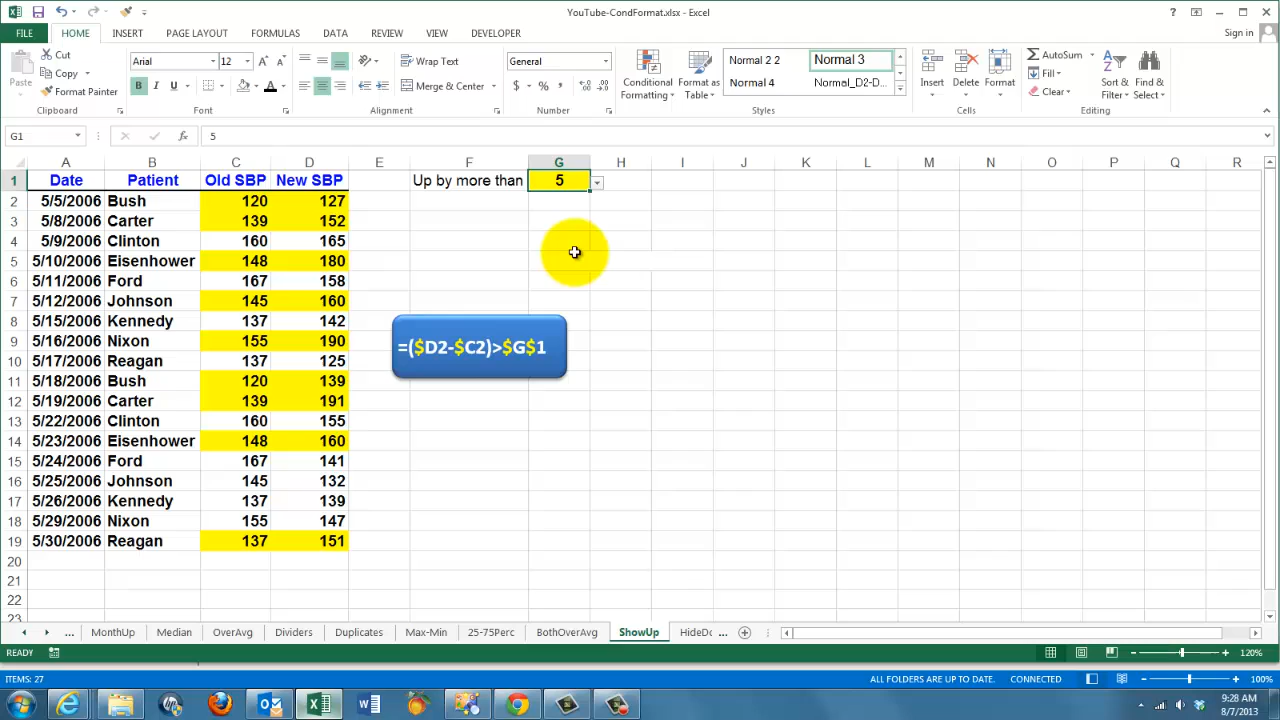 YouTube-CondFormat.xlsx - Excel
FILE HOME INSERT PAGE LAYOUT FORMULAS DATA REVIEW VIEW DEVELOPER Sign in
Cut
Copy
Format Painter
Paste
Clipboard
Arial 12
B I U
Font
Wrap Text
Merge & Center
Alignment
General
$ % ,
Number
Conditional Formatting
Format as Table
Normal 2 2 Normal 3
Normal 4 Normal_D2-D...
Styles
Insert Delete Format
Cells
AutoSum
Fill
Clear
Sort & Filter
Find & Select
Editing
G1 fx 5
A B C D E F G H I J K L M N O P Q R
1 Date Patient Old SBP New SBP Up by more than 5
2 5/5/2006 Bush 120 127
3 5/8/2006 Carter 139 152
4 5/9/2006 Clinton 160 165
5 5/10/2006 Eisenhower 148 180
6 5/11/2006 Ford 167 158
7 5/12/2006 Johnson 145 160
8 5/15/2006 Kennedy 137 142
9 5/16/2006 Nixon 155 190
=($D2-$C2)>$G$1
10 5/17/2006 Reagan 137 125
11 5/18/2006 Bush 120 139
12 5/19/2006 Carter 139 191
13 5/22/2006 Clinton 160 155
14 5/23/2006 Eisenhower 148 160
15 5/24/2006 Ford 167 141
16 5/25/2006 Johnson 145 132
17 5/26/2006 Kennedy 137 139
18 5/29/2006 Nixon 155 147
19 5/30/2006 Reagan 137 151
20
21
22
23
... MonthUp Median OverAvg Dividers Duplicates Max-Min 25-75Perc BothOverAvg ShowUp HideDc ...
READY 120%
ITEMS: 27 ALL FOLDERS ARE UP TO DATE. CONNECTED 100%
9:28 AM
8/7/2013